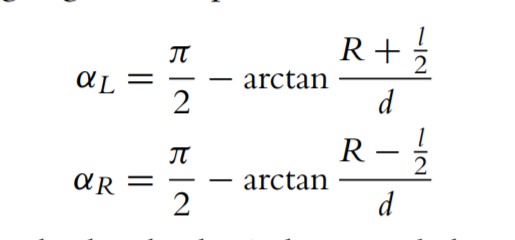 α_L = π/2 − arctan (R + l/2)/d
α_R = π/2 − arctan (R − l/2)/d